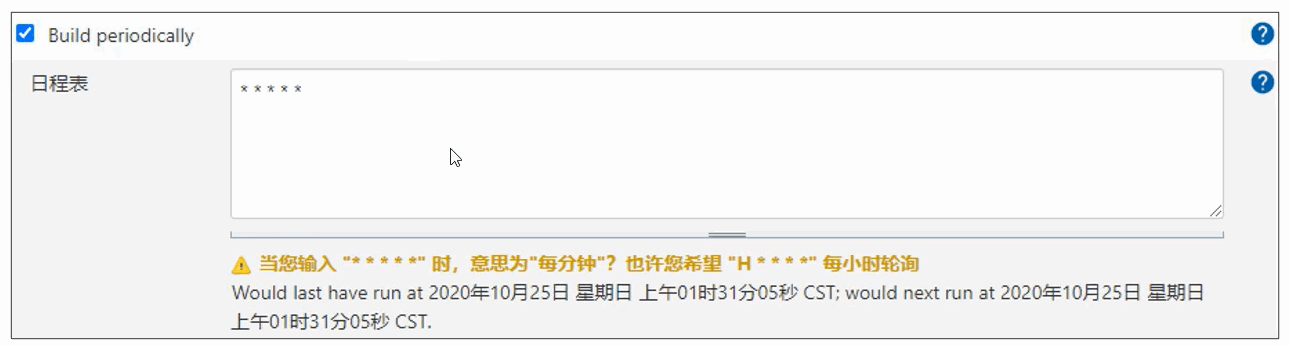 Build periodically
日程表
* * * * *
当您输入 "* * * * *" 时，意思为"每分钟"？也许您希望 "H * * * *" 每小时轮询
Would last have run at 2020年10月25日 星期日 上午01时31分05秒 CST; would next run at 2020年10月25日 星期日
上午01时31分05秒 CST.